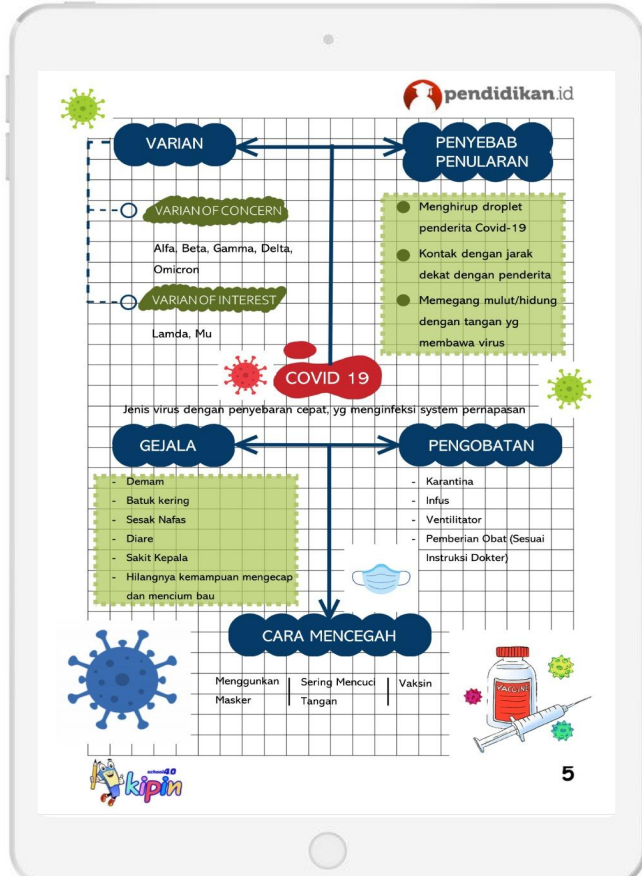 pendidikan.id
VARIAN
VARIAN OF CONCERN
Alfa, Beta, Gamma, Delta,
Omicron
VARIAN OF INTEREST
Lamda, Mu
PENYEBAB
PENULARAN
Menghirup droplet
penderita Covid-19
Kontak dengan jarak
dekat dengan penderita
Memegang mulut/hidung
dengan tangan yg
membawa virus
COVID 19
Jenis virus dengan penyebaran cepat, yg menginfeksi system pernapasan
GEJALA
- Demam
- Batuk kering
- Sesak Nafas
- Diare
- Sakit Kepala
- Hilangnya kemampuan mengecap
dan mencium bau
PENGOBATAN
- Karantina
- Infus
- Ventilitator
- Pemberian Obat (Sesuai
Instruksi Dokter)
CARA MENCEGAH
Menggunkan
Masker
Sering Mencuci
Tangan
Vaksin
VACCINE
school4.0
kipin
5